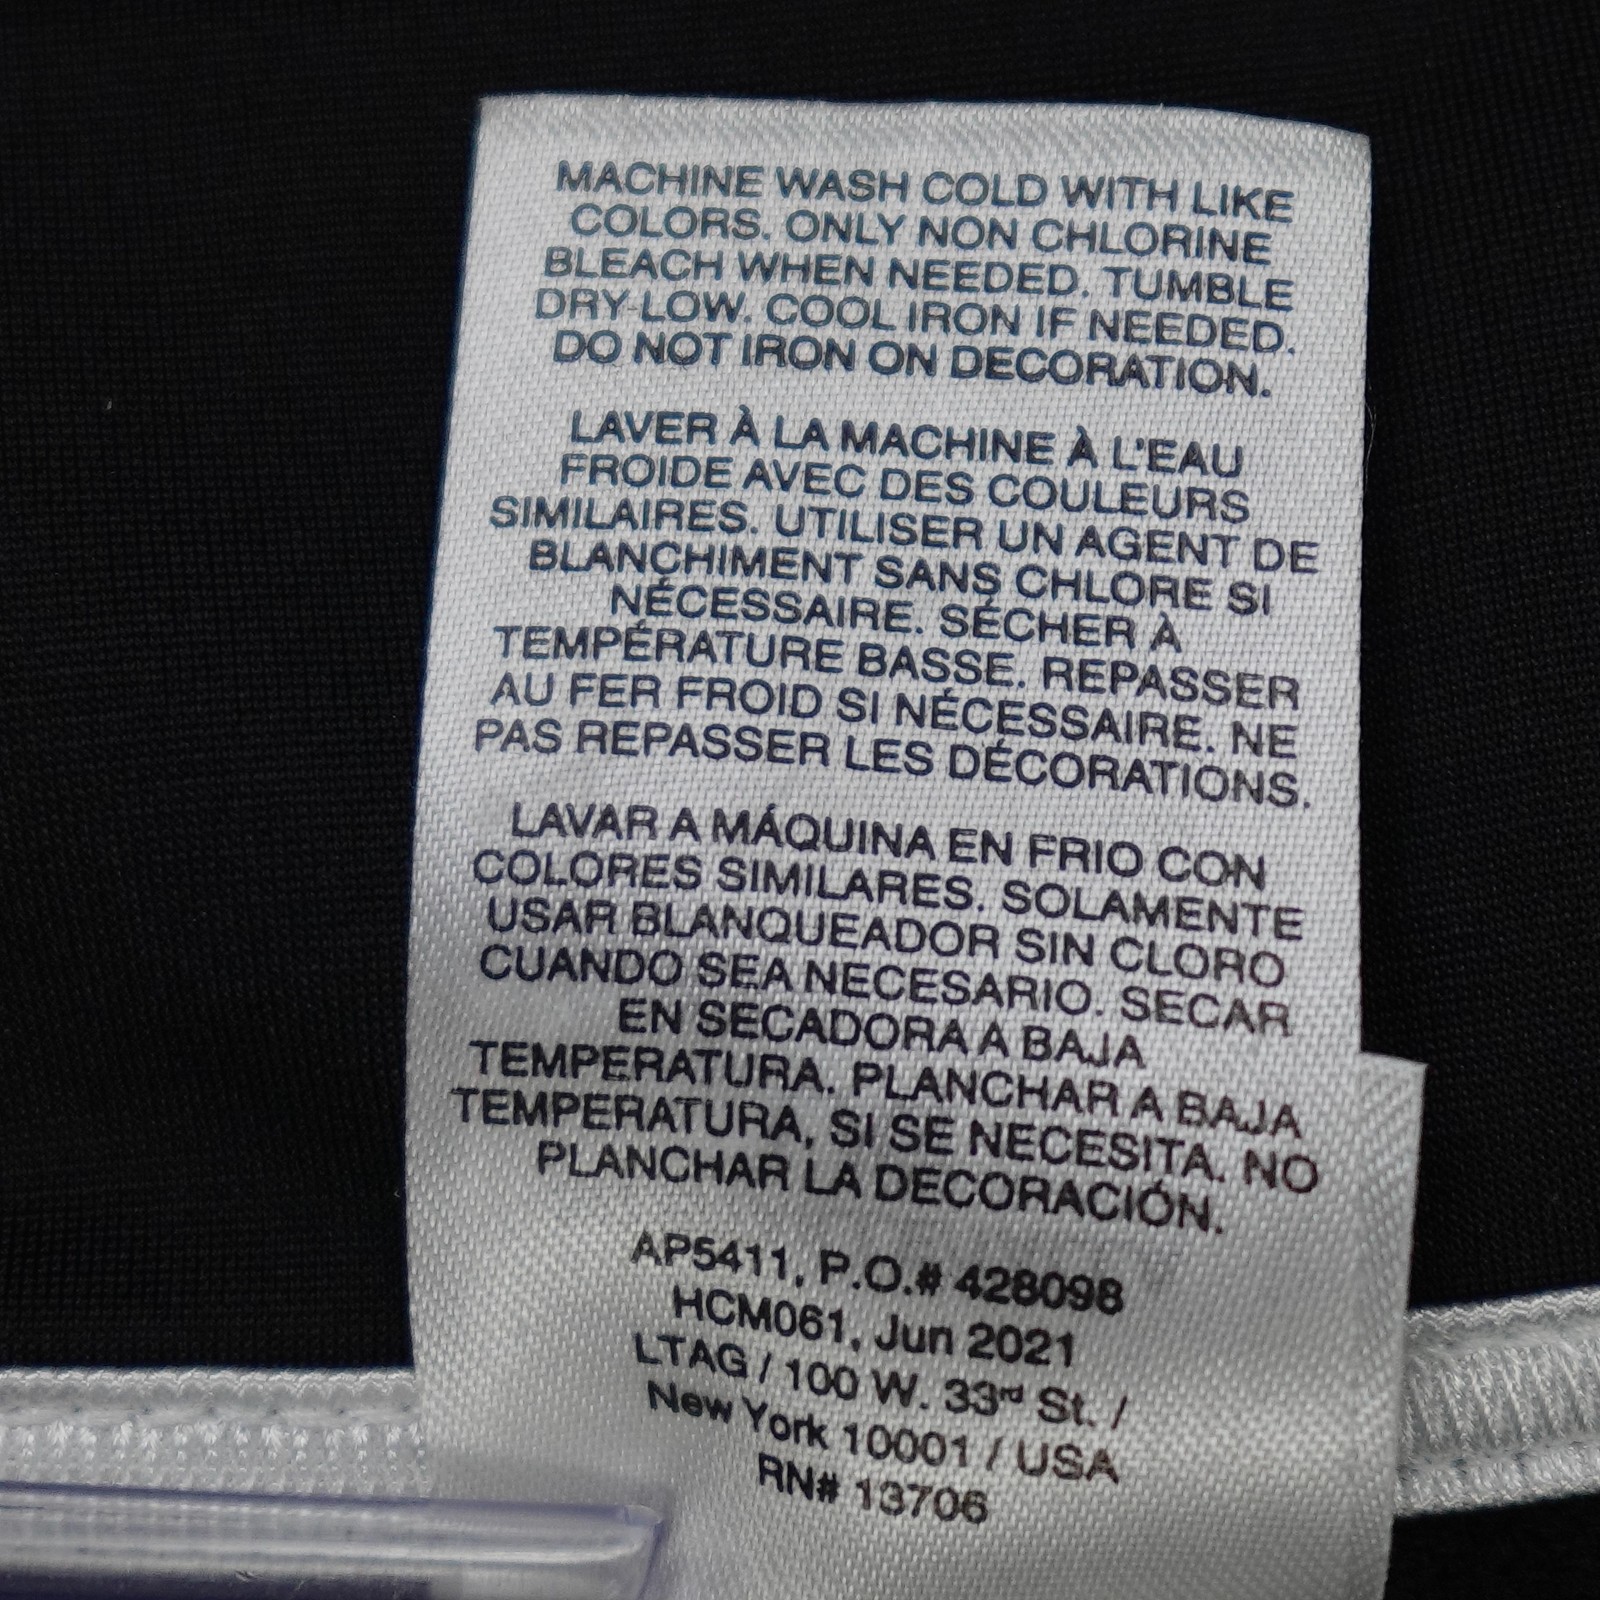 MACHINE WASH COLD WITH LIKE
COLORS. ONLY NON CHLORINE
BLEACH WHEN NEEDED. TUMBLE
DRY-LOW. COOL IRON IF NEEDED.
DO NOT IRON ON DECORATION.
LAVER À LA MACHINE À L'EAU
FROIDE AVEC DES COULEURS
SIMILAIRES. UTILISER UN AGENT DE
BLANCHIMENT SANS CHLORE SI
NÉCESSAIRE. SÉCHER À
TEMPÉRATURE BASSE. REPASSER
AU FER FROID SI NÉCESSAIRE. NE
PAS REPASSER LES DÉCORATIONS.
LAVAR A MÁQUINA EN FRIO CON
COLORES SIMILARES. SOLAMENTE
USAR BLANQUEADOR SIN CLORO
CUANDO SEA NECESARIO. SECAR
EN SECADORA A BAJA
TEMPERATURA. PLANCHAR A BAJA
TEMPERATURA, SI SE NECESITA. NO
PLANCHAR LA DECORACIÓN.
AP5411, P.O.# 428098
HCM061, Jun 2021
LTAG / 100 W. 33rd St. /
New York 10001 / USA
RN# 13706